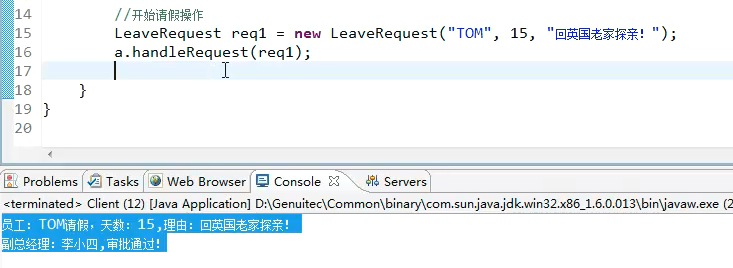 14 //开始请假操作
15 LeaveRequest req1 = new LeaveRequest("TOM", 15, "回英国老家探亲！");
16 a.handleRequest(req1);
17
18 }
19 }
20
Problems Tasks Web Browser Console Servers
<terminated> Client (12) [Java Application] D:\Genuitec\Common\binary\com.sun.java.jdk.win32.x86_1.6.0.013\bin\javaw.exe (2
员工：TOM请假，天数：15,理由：回英国老家探亲！
副总经理：李小四,审批通过！